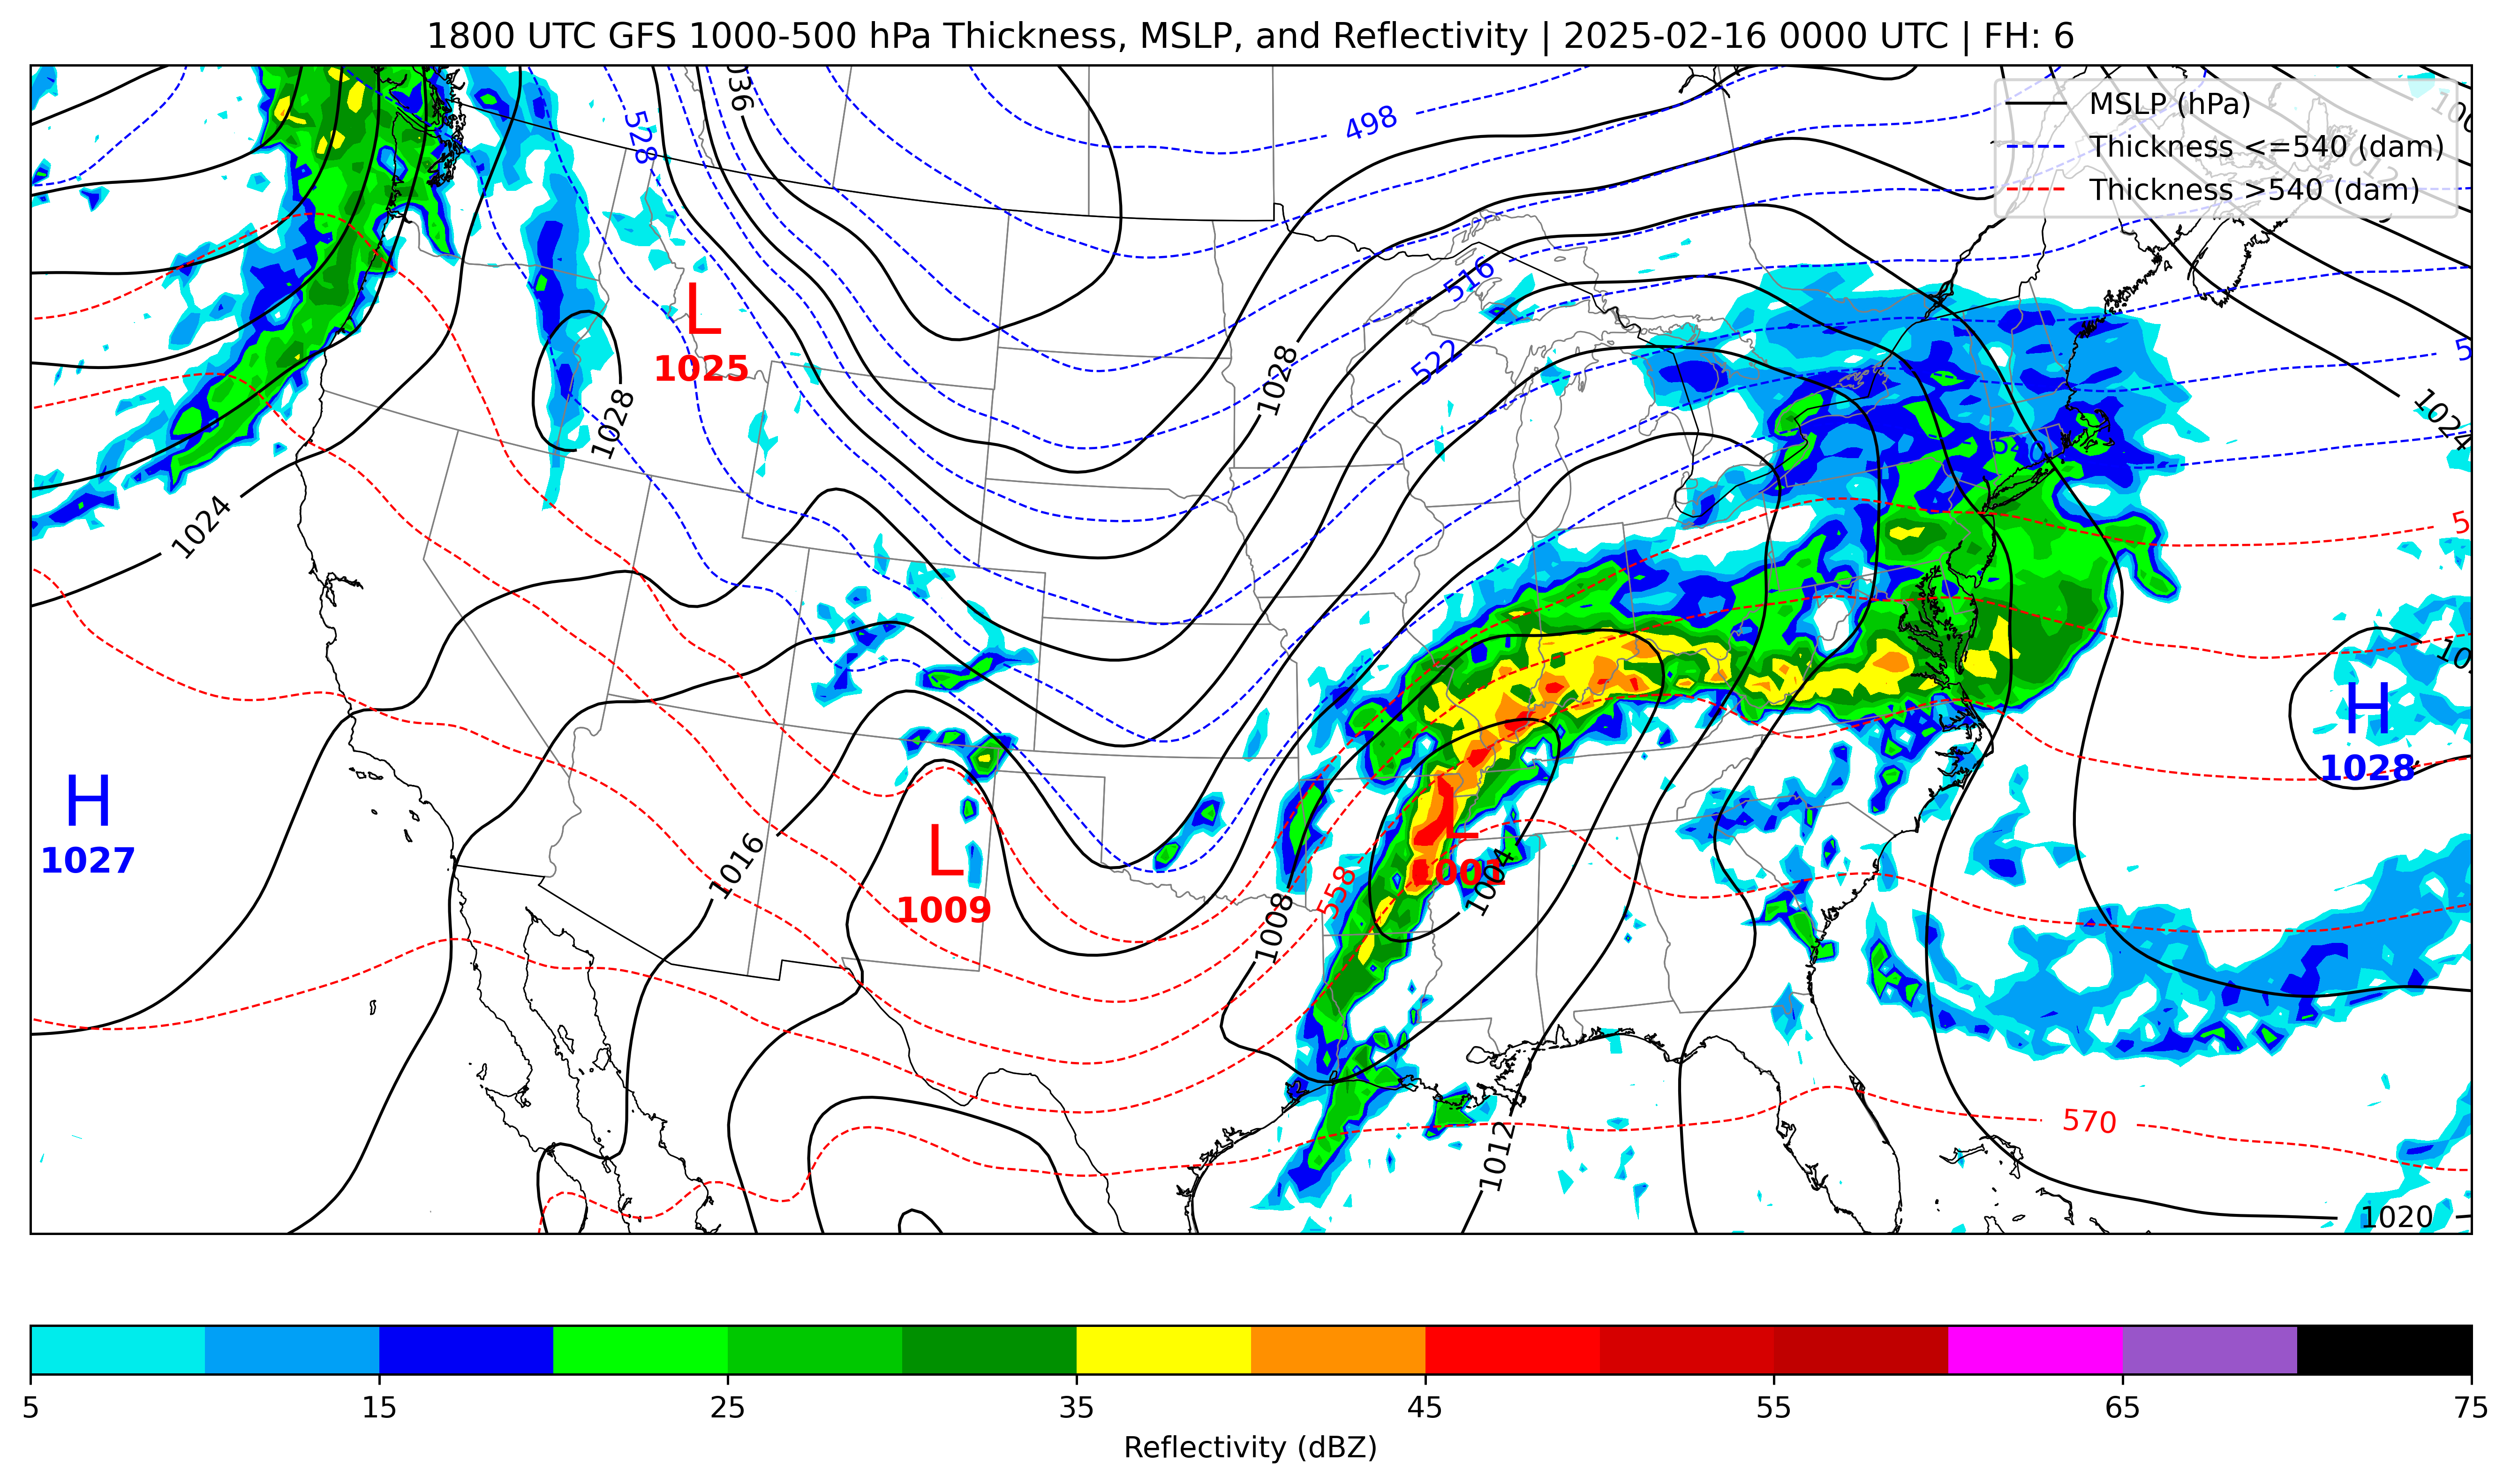 1800 UTC GFS 1000-500 hPa Thickness, MSLP, and Reflectivity | 2025-02-16 0000 UTC | FH: 6
MSLP (hPa)
Thickness <=540 (dam)
Thickness >540 (dam)
498
528
516
522
L
1025
1028
1028
1024
1024
540
H
1028
H
1027
L
1009
L
1001
1004
1016
558
1008
570
1012
1020
1012
5 15 25 35 45 55 65 75
Reflectivity (dBZ)